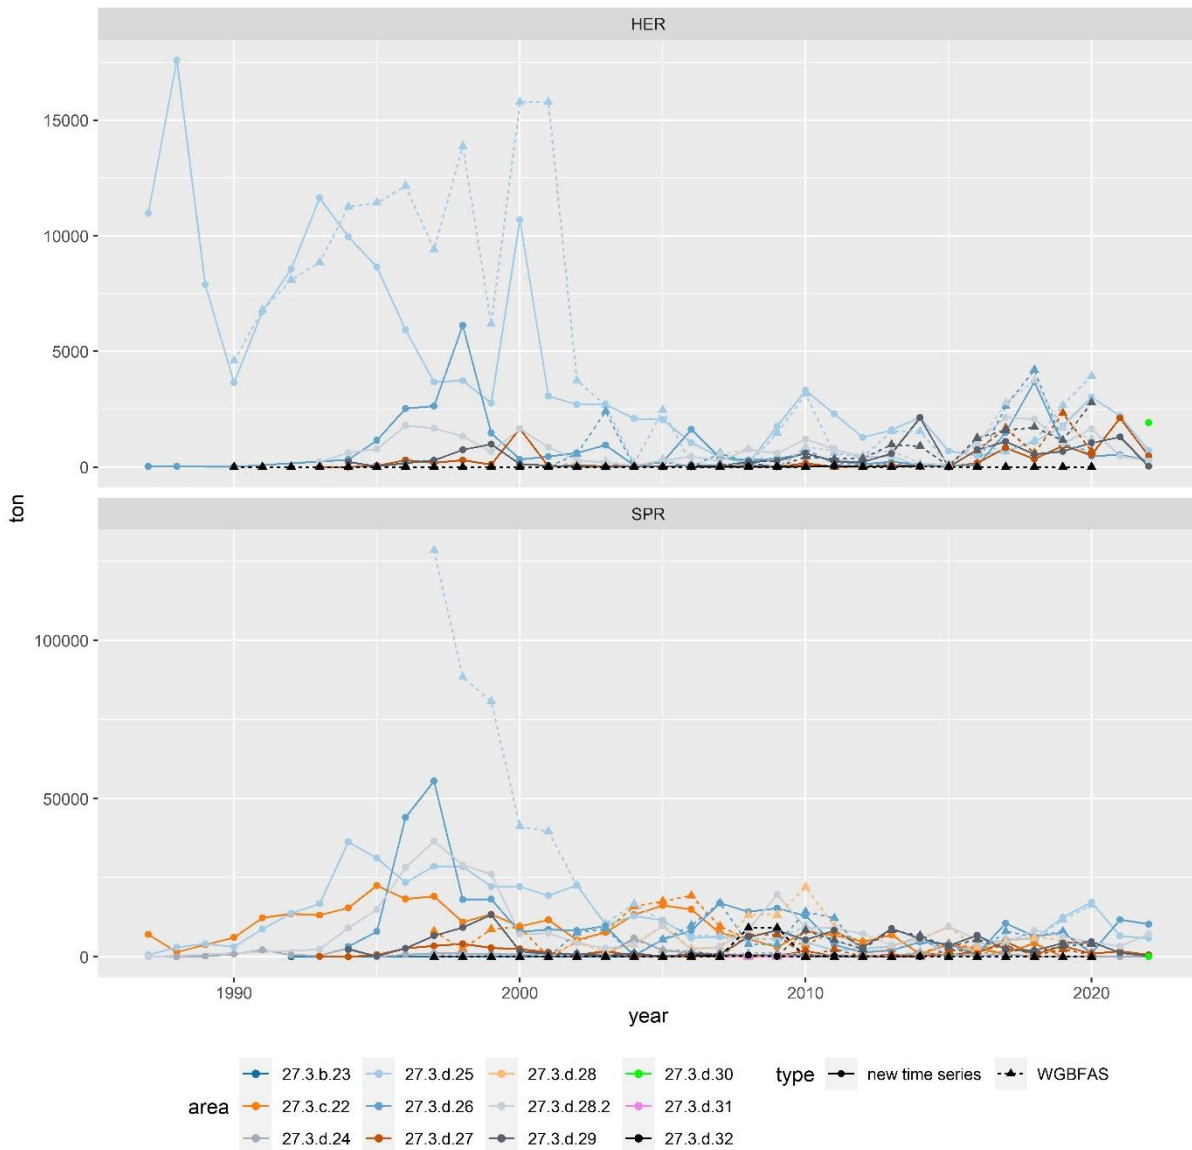 HER
15000
10000
5000
0
ton
SPR
100000
50000
0
1990 2000 2010 2020
year
area
27.3.b.23 27.3.d.25 27.3.d.28 27.3.d.30
27.3.c.22 27.3.d.26 27.3.d.28.2 27.3.d.31
27.3.d.24 27.3.d.27 27.3.d.29 27.3.d.32
type new time series WGBFAS